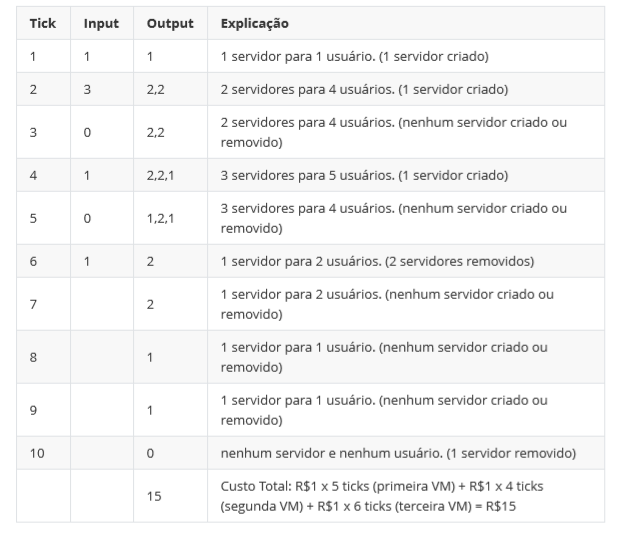 Tick Input Output Explicação
1 1 1 1 servidor para 1 usuário. (1 servidor criado)
2 3 2,2 2 servidores para 4 usuários. (1 servidor criado)
3 0 2,2 2 servidores para 4 usuários. (nenhum servidor criado ou
removido)
4 1 2,2,1 3 servidores para 5 usuários. (1 servidor criado)
5 0 1,2,1 3 servidores para 4 usuários. (nenhum servidor criado ou
removido)
6 1 2 1 servidor para 2 usuários. (2 servidores removidos)
7 2 1 servidor para 2 usuários. (nenhum servidor criado ou
removido)
8 1 1 servidor para 1 usuário. (nenhum servidor criado ou
removido)
9 1 1 servidor para 1 usuário. (nenhum servidor criado ou
removido)
10 0 nenhum servidor e nenhum usuário. (1 servidor removido)
15 Custo Total: R$1 x 5 ticks (primeira VM) + R$1 x 4 ticks
(segunda VM) + R$1 x 6 ticks (terceira VM) = R$15